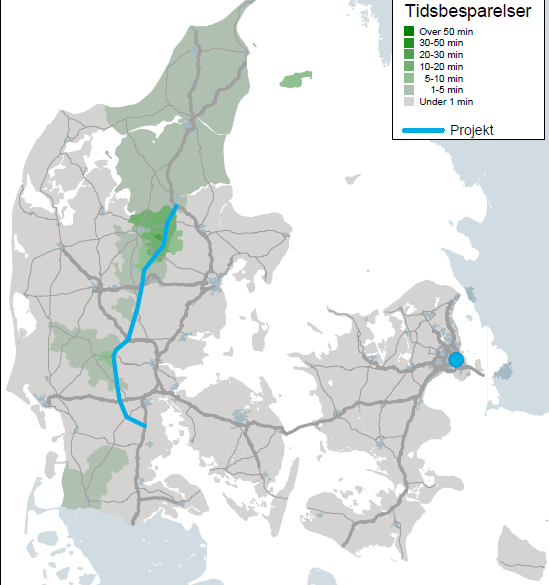 Tidsbesparelser
Over 50 min
30-50 min
20-30 min
10-20 min
5-10 min
1-5 min
Under 1 min
Projekt